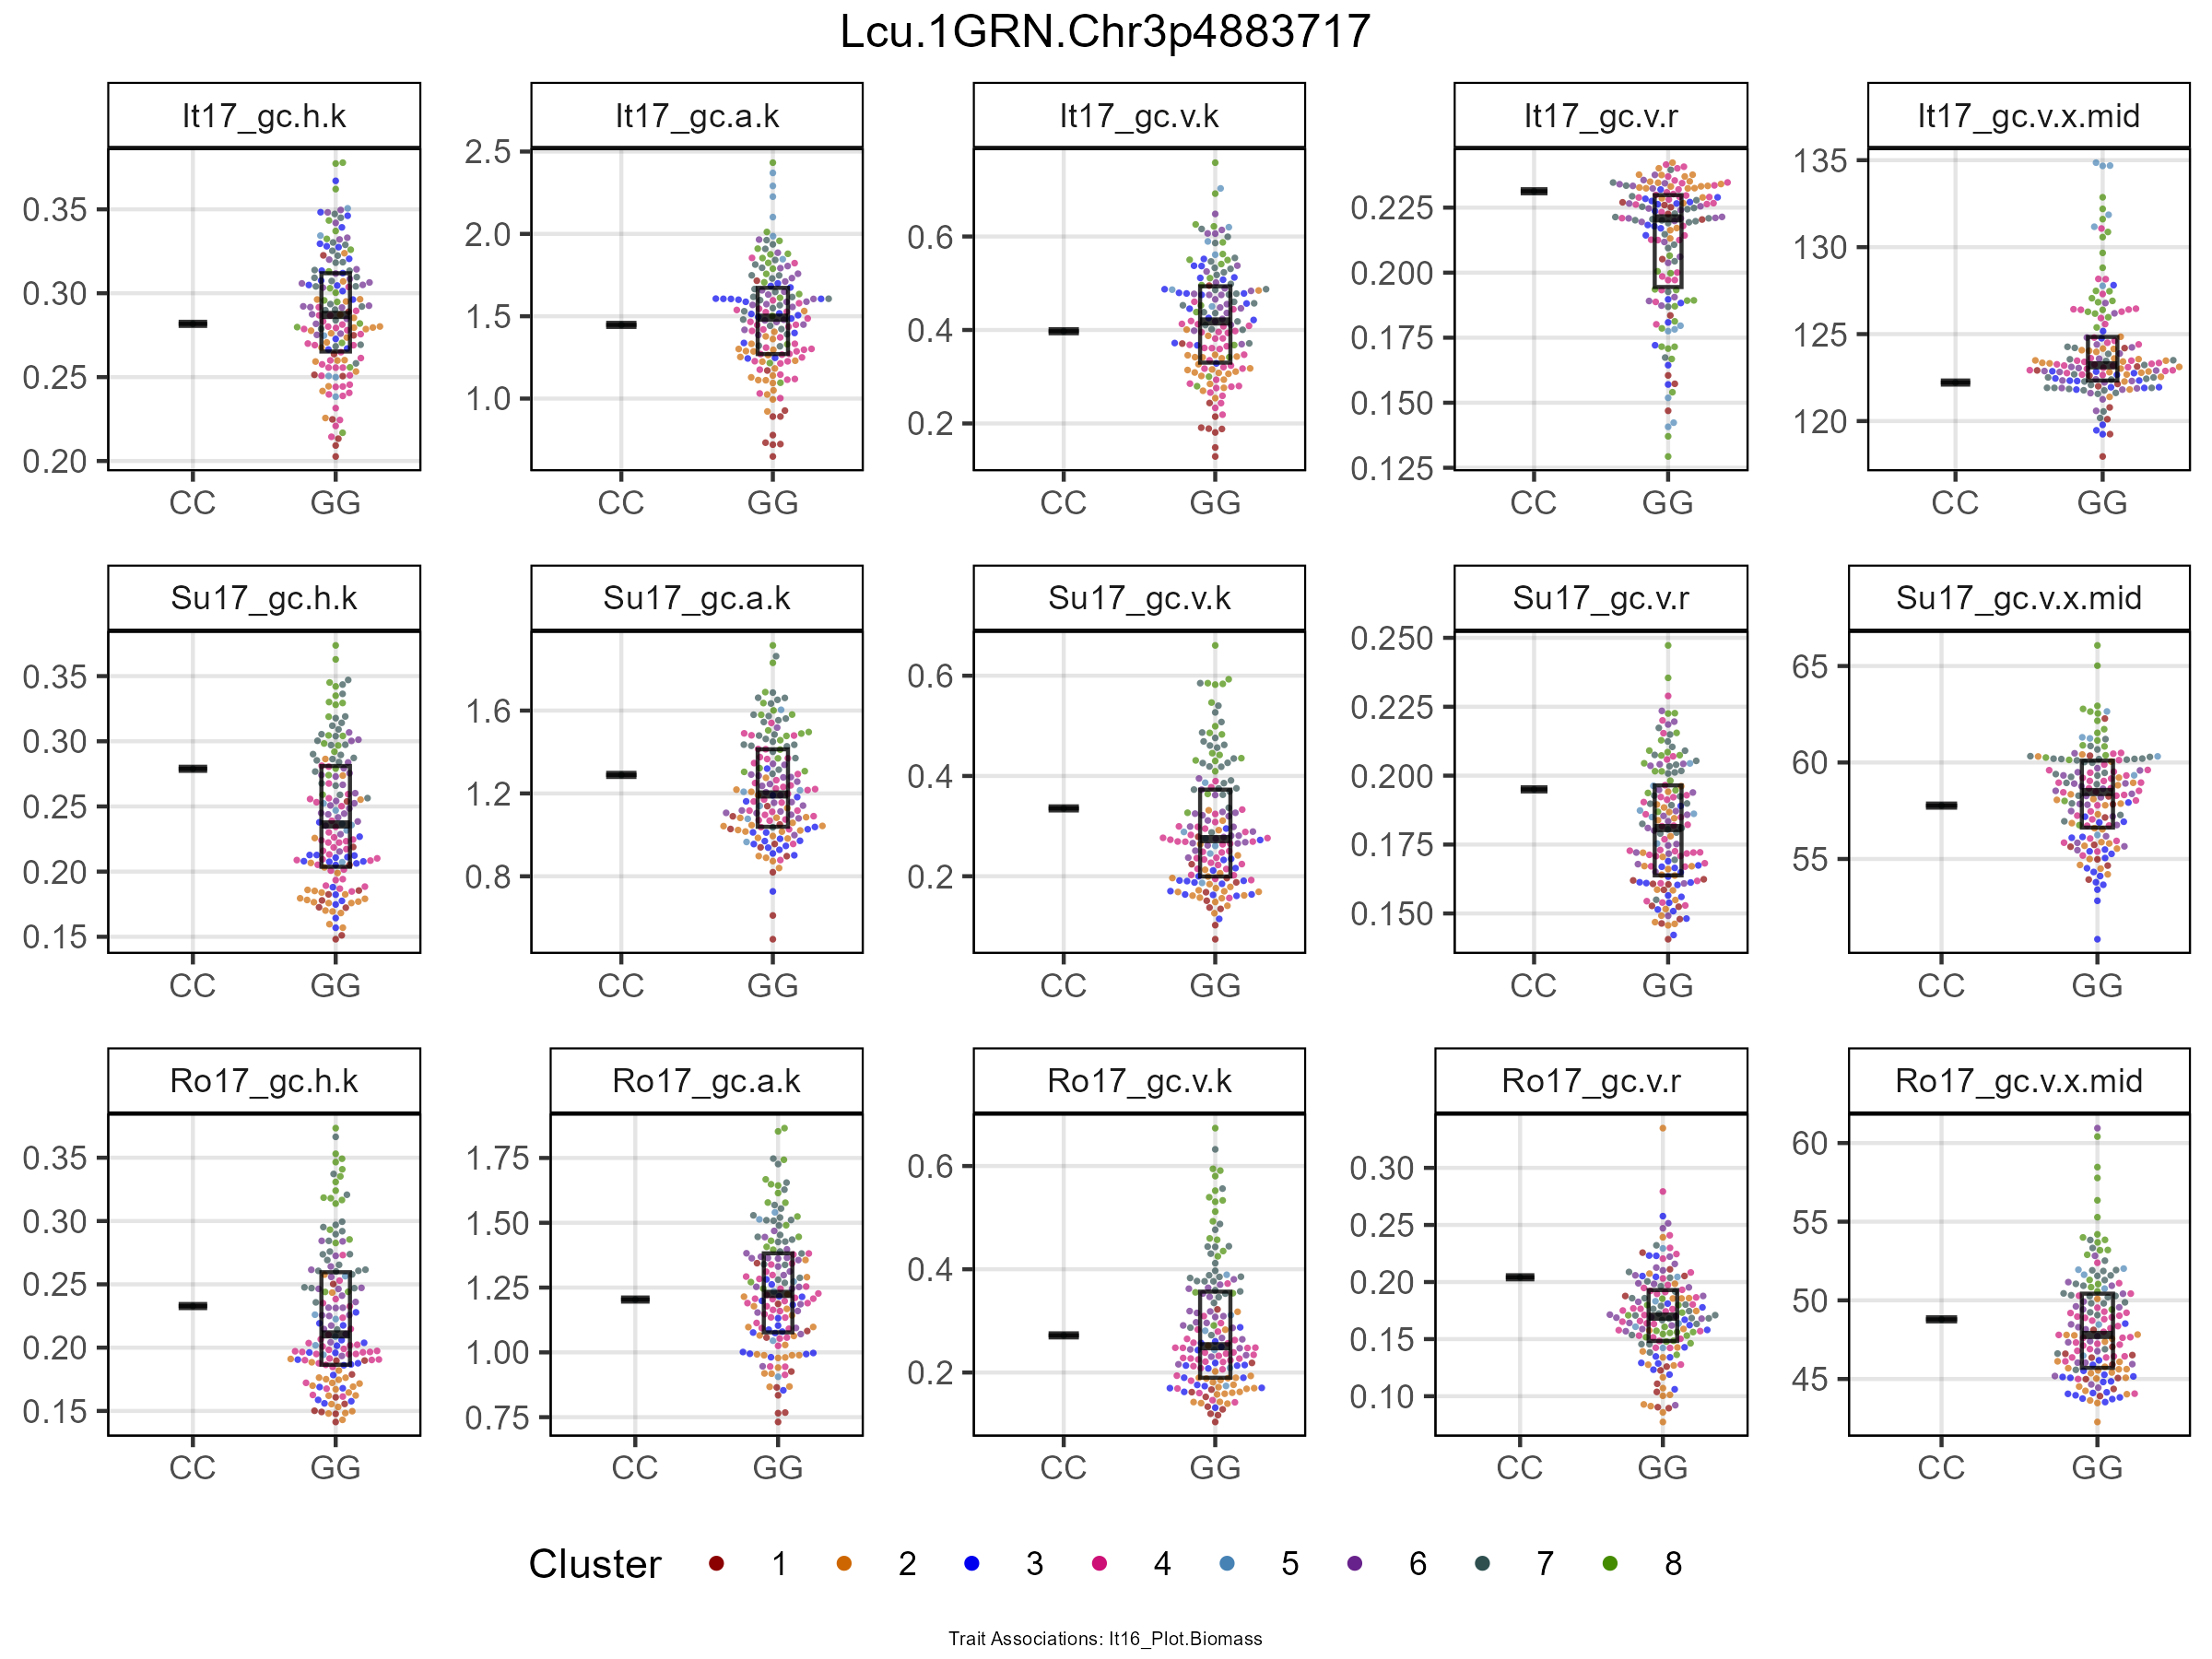 Lcu.1GRN.Chr3p4883717
It17_gc.h.k
It17_gc.a.k
It17_gc.v.k
It17_gc.v.r
It17_gc.v.x.mid
0.35
0.30
0.25
0.20
2.5
2.0
1.5
1.0
0.6
0.4
0.2
0.225
0.200
0.175
0.150
0.125
135
130
125
120
CC GG
CC GG
CC GG
CC GG
CC GG
Su17_gc.h.k
Su17_gc.a.k
Su17_gc.v.k
Su17_gc.v.r
Su17_gc.v.x.mid
0.35
0.30
0.25
0.20
0.15
1.6
1.2
0.8
0.6
0.4
0.2
0.250
0.225
0.200
0.175
0.150
65
60
55
CC GG
CC GG
CC GG
CC GG
CC GG
Ro17_gc.h.k
Ro17_gc.a.k
Ro17_gc.v.k
Ro17_gc.v.r
Ro17_gc.v.x.mid
0.35
0.30
0.25
0.20
0.15
1.75
1.50
1.25
1.00
0.75
0.6
0.4
0.2
0.30
0.25
0.20
0.15
0.10
60
55
50
45
CC GG
CC GG
CC GG
CC GG
CC GG
Cluster 1 2 3 4 5 6 7 8
Trait Associations: It16_Plot.Biomass